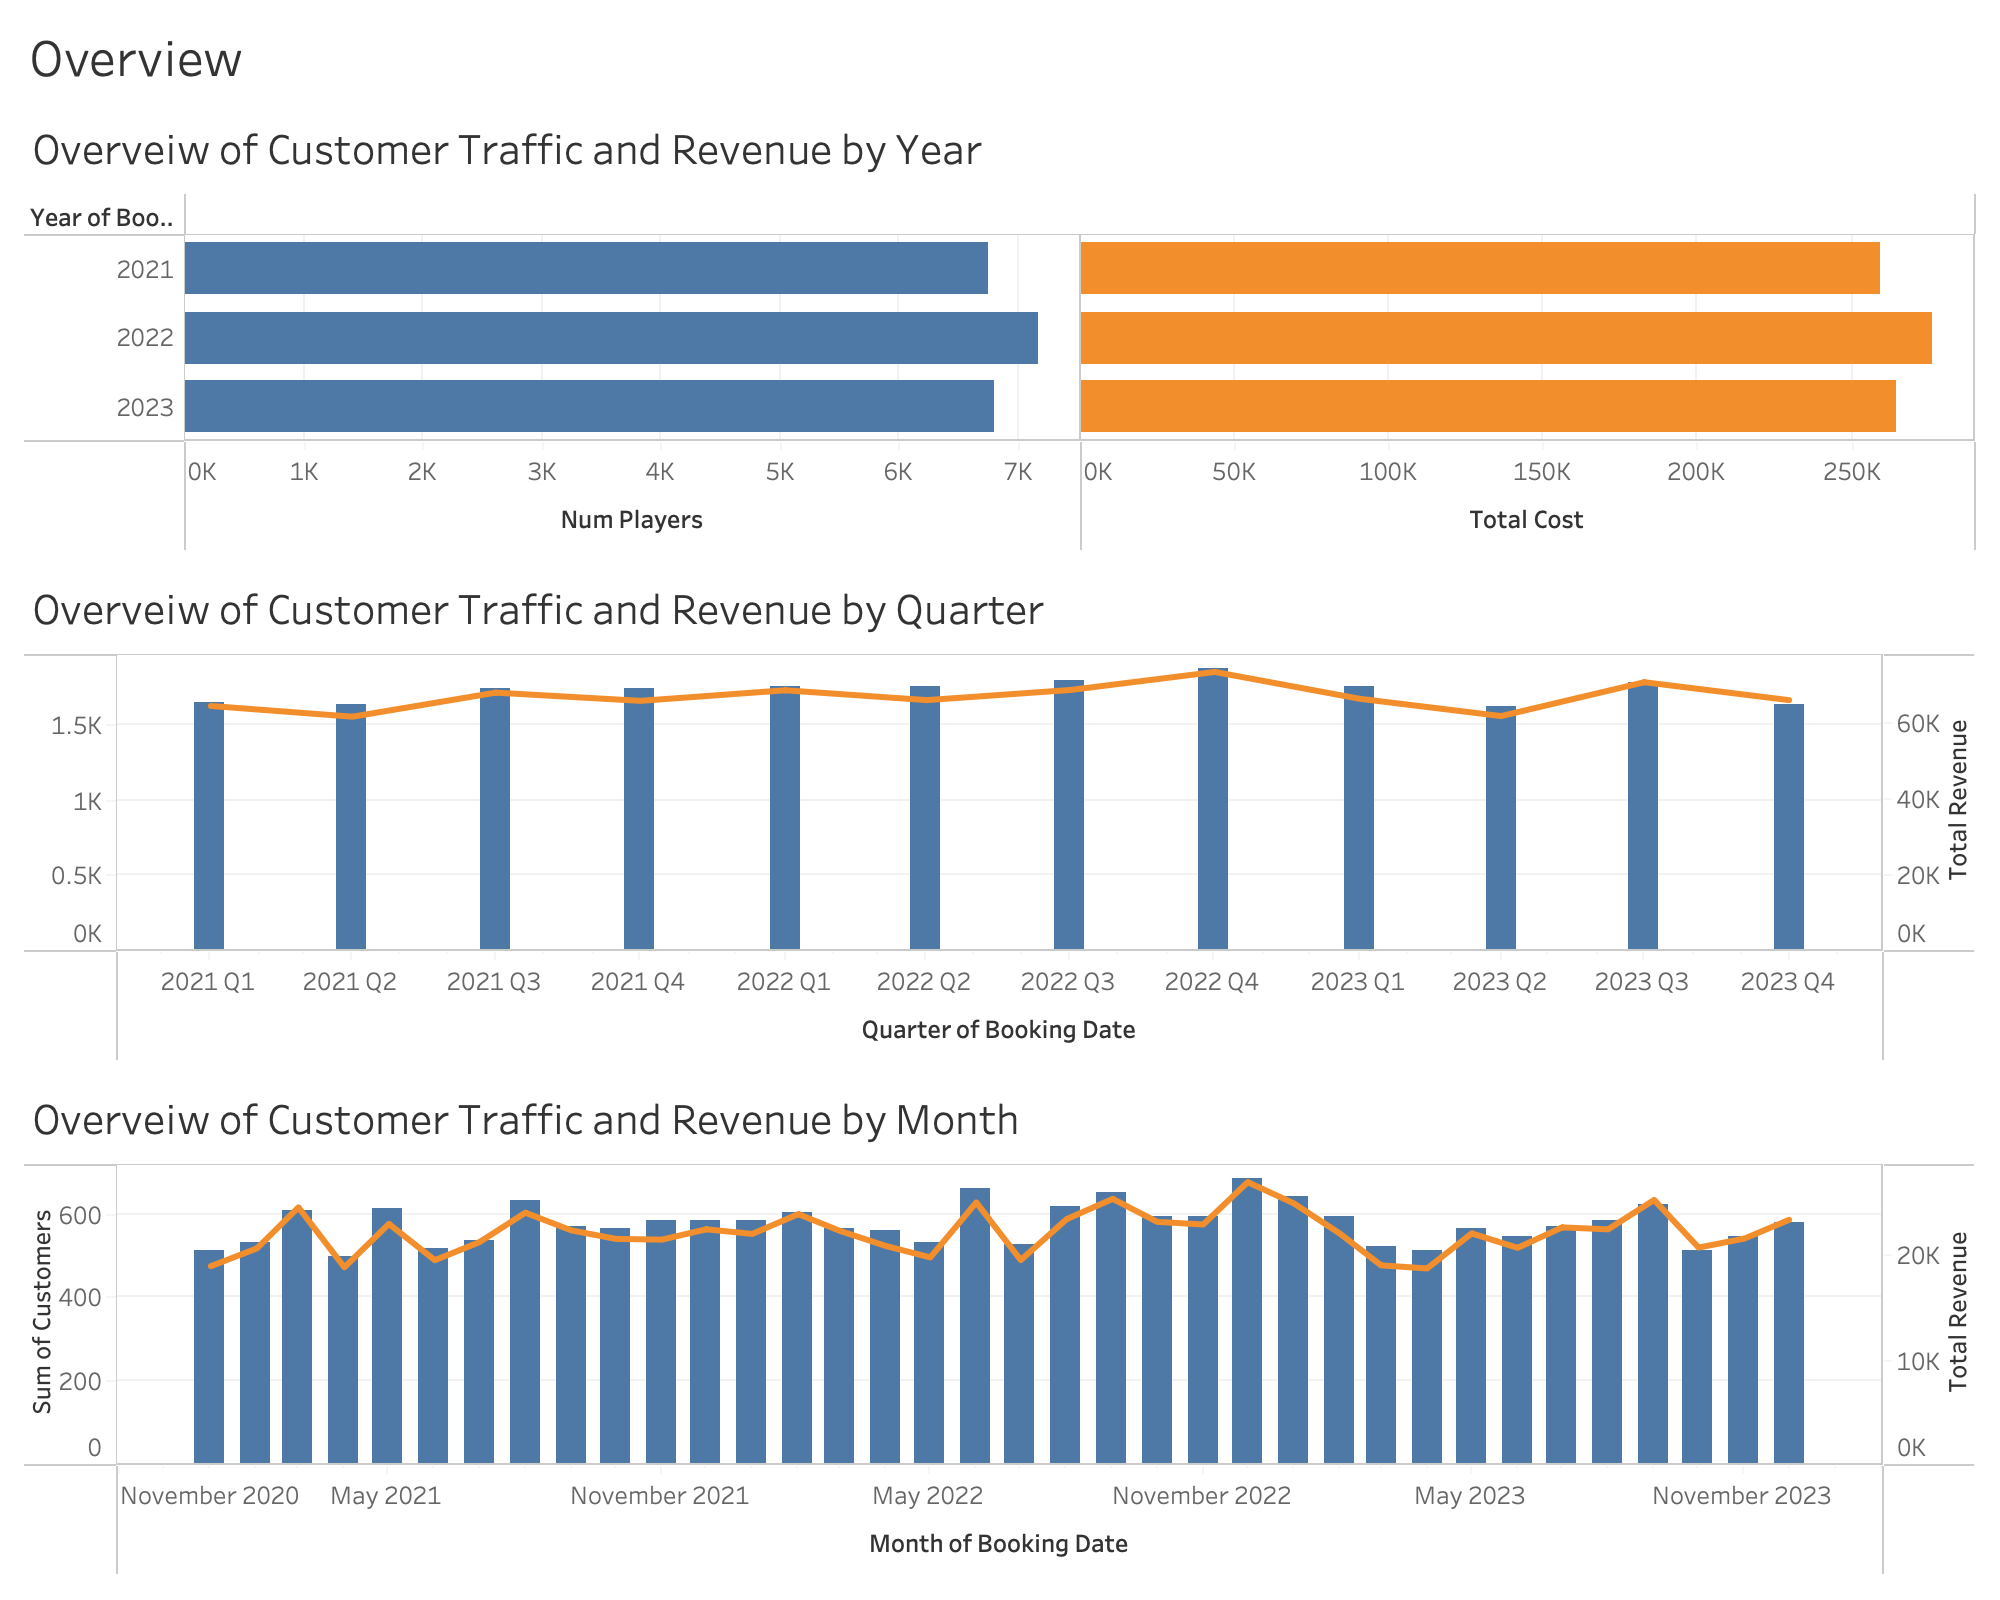 Overview
Overveiw of Customer Traffic and Revenue by Year
Year of Boo..
2021
2022
2023
0K 1K 2K 3K 4K 5K 6K 7K 0K 50K 100K 150K 200K 250K
Num Players Total Cost
Overveiw of Customer Traffic and Revenue by Quarter
1.5K
1K
0.5K
0K
60K
40K
20K
0K
Total Revenue
2021 Q1 2021 Q2 2021 Q3 2021 Q4 2022 Q1 2022 Q2 2022 Q3 2022 Q4 2023 Q1 2023 Q2 2023 Q3 2023 Q4
Quarter of Booking Date
Overveiw of Customer Traffic and Revenue by Month
Sum of Customers
600
400
200
0
20K
10K
0K
Total Revenue
November 2020 May 2021 November 2021 May 2022 November 2022 May 2023 November 2023
Month of Booking Date